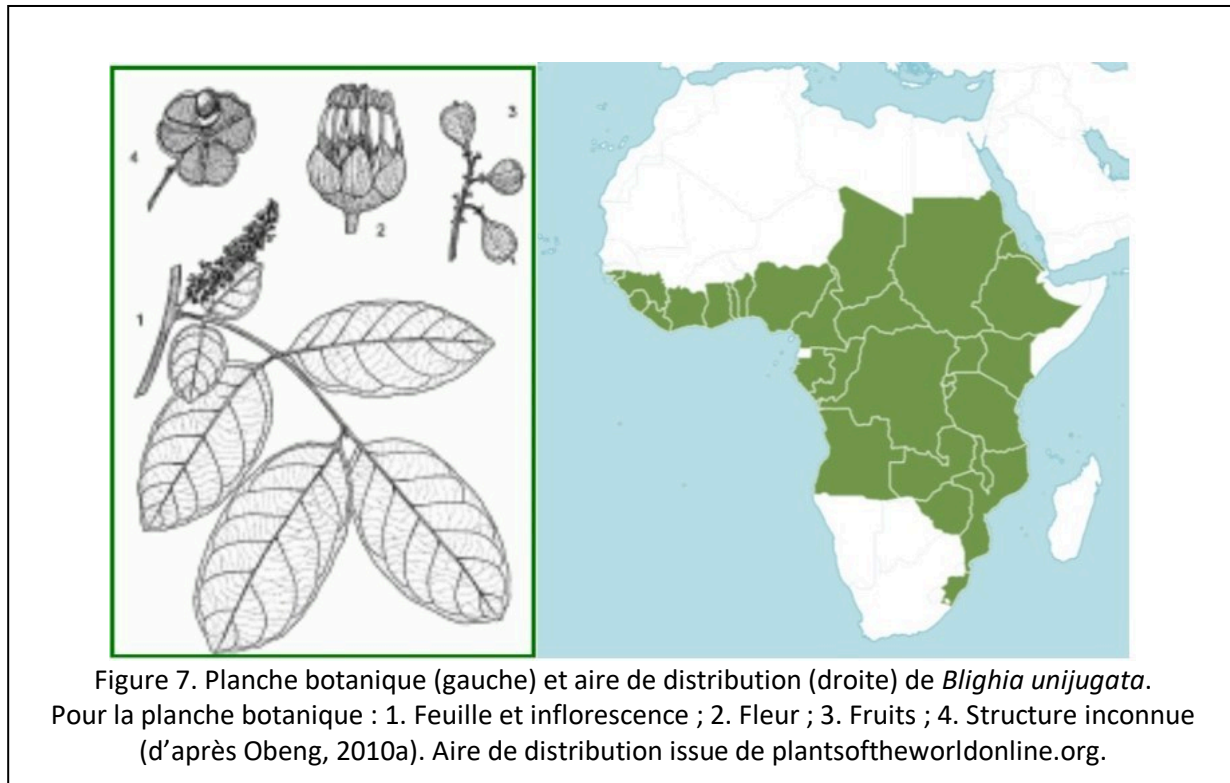 4
3
2
1
Figure 7. Planche botanique (gauche) et aire de distribution (droite) de Blighia unijugata.
Pour la planche botanique : 1. Feuille et inflorescence ; 2. Fleur ; 3. Fruits ; 4. Structure inconnue
(d’après Obeng, 2010a). Aire de distribution issue de plantsoftheworldonline.org.